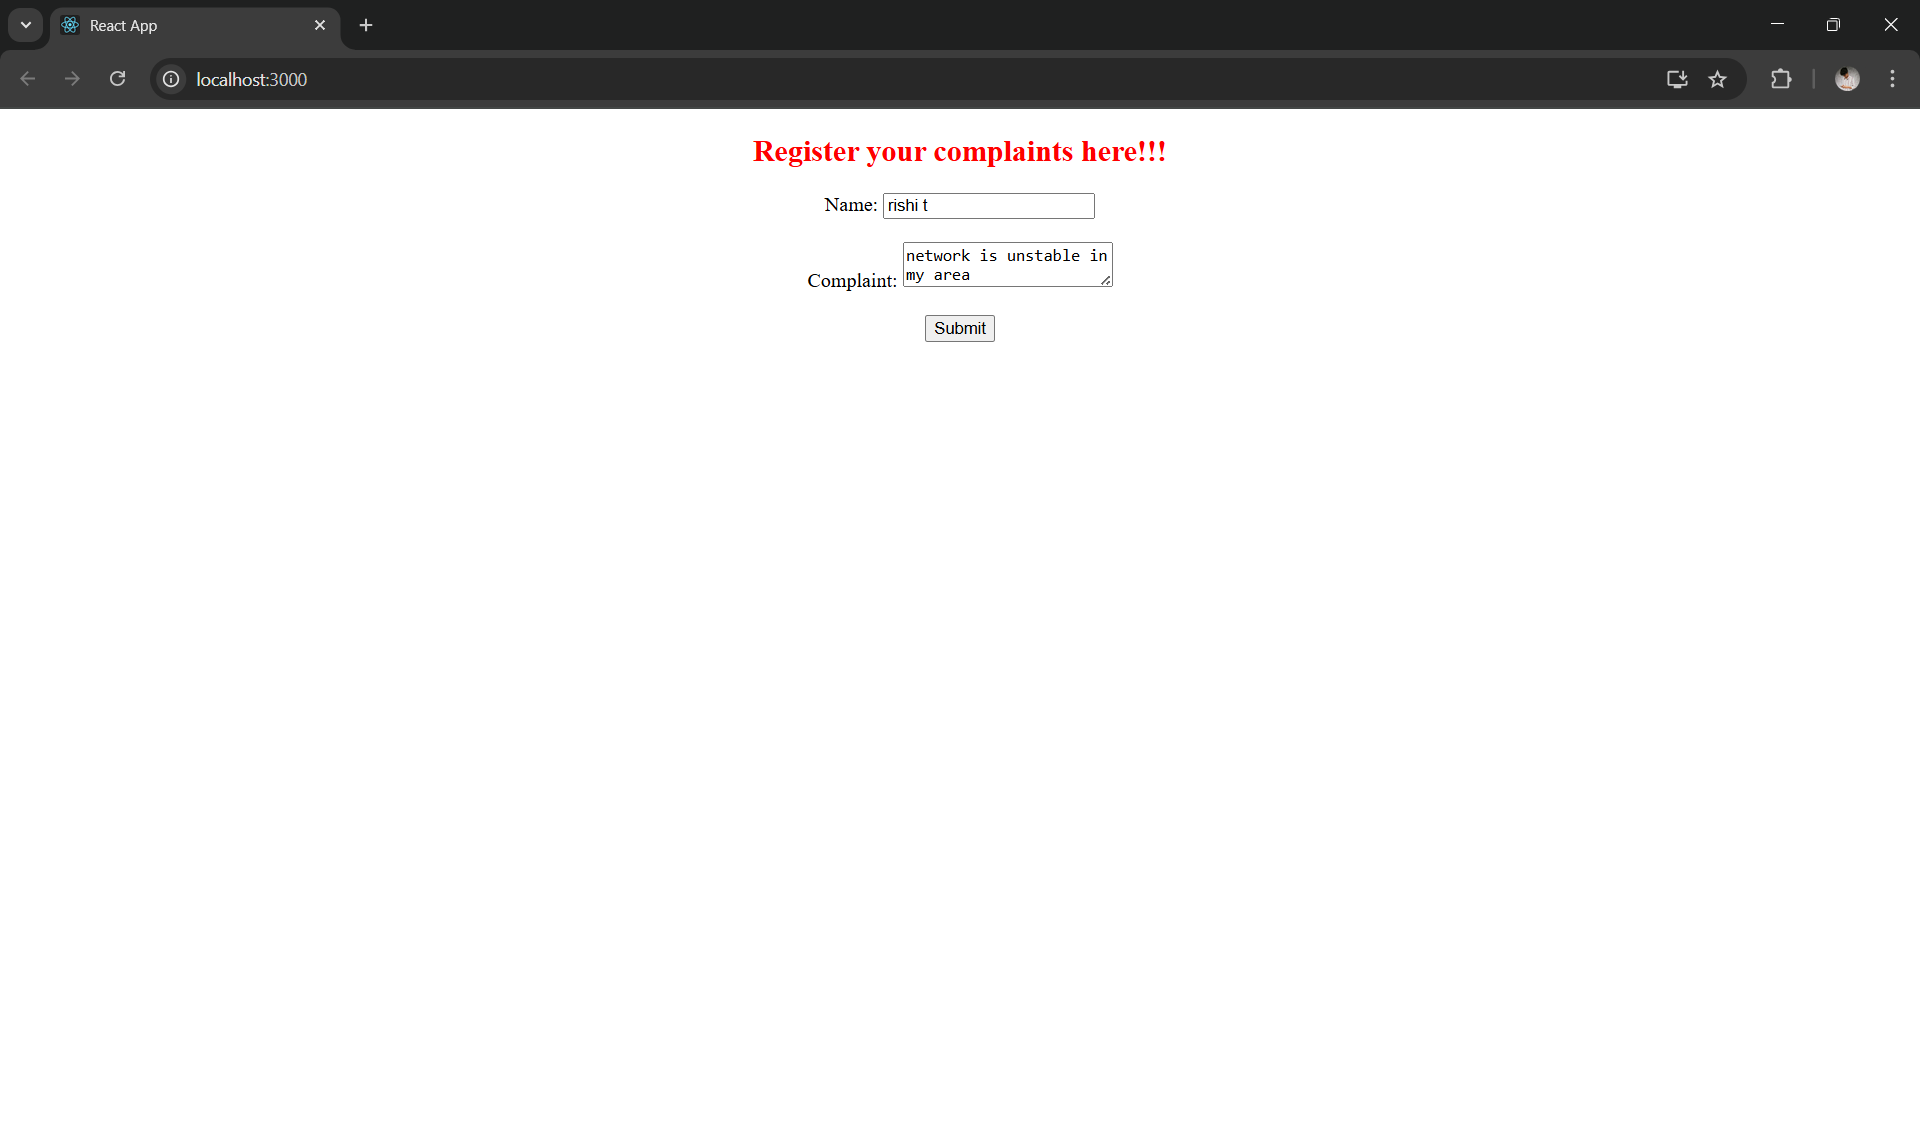 React App
localhost:3000
Register your complaints here!!!
Name: rishi t
Complaint: network is unstable in
my area
Submit